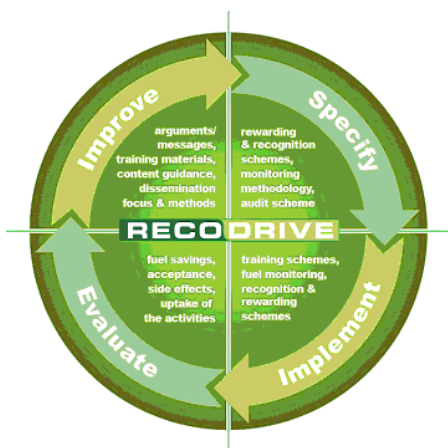 Improve
Specify
arguments/
messages,
training materials,
content guidance,
dissemination
focus & methods
rewarding
& recognition
schemes,
monitoring
methodology,
audit scheme
RECODRIVE
fuel savings,
acceptance,
side effects,
uptake of
the activities
training schemes,
fuel monitoring,
recognition &
rewarding
schemes
Evaluate
Implement